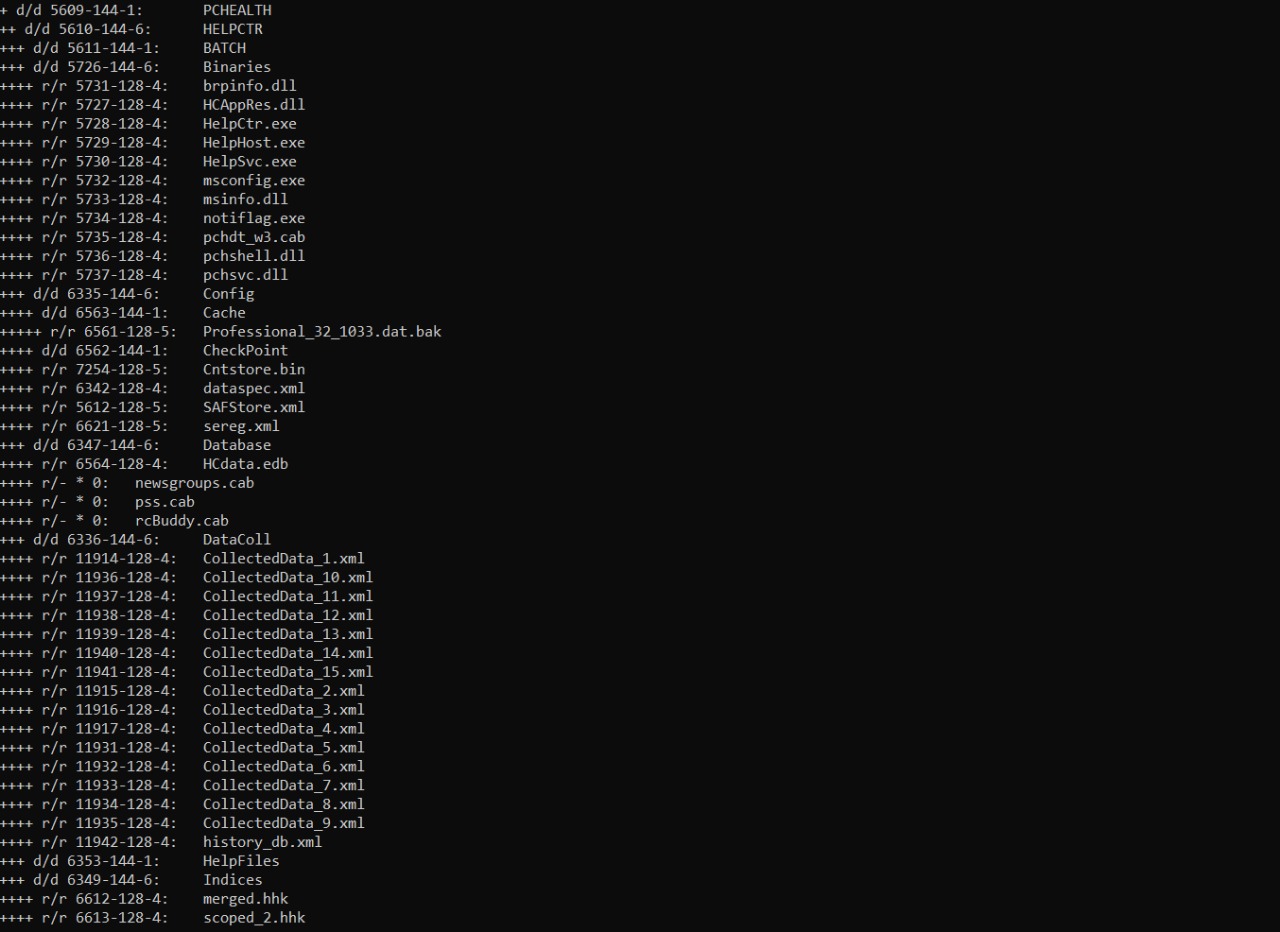 + d/d 5609-144-1:       PCHEALTH
++ d/d 5610-144-6:      HELPCTR
+++ d/d 5611-144-1:     BATCH
+++ d/d 5726-144-6:     Binaries
++++ r/r 5731-128-4:    brpinfo.dll
++++ r/r 5727-128-4:    HCAppRes.dll
++++ r/r 5728-128-4:    HelpCtr.exe
++++ r/r 5729-128-4:    HelpHost.exe
++++ r/r 5730-128-4:    HelpSvc.exe
++++ r/r 5732-128-4:    msconfig.exe
++++ r/r 5733-128-4:    msinfo.dll
++++ r/r 5734-128-4:    notiflag.exe
++++ r/r 5735-128-4:    pchdt_w3.cab
++++ r/r 5736-128-4:    pchshell.dll
++++ r/r 5737-128-4:    pchsvc.dll
+++ d/d 6335-144-6:     Config
++++ d/d 6563-144-1:    Cache
+++++ r/r 6561-128-5:   Professional_32_1033.dat.bak
++++ d/d 6562-144-1:    CheckPoint
++++ r/r 7254-128-5:    Cntstore.bin
++++ r/r 6342-128-4:    dataspec.xml
++++ r/r 5612-128-5:    SAFStore.xml
++++ r/r 6621-128-5:    sereg.xml
+++ d/d 6347-144-6:     Database
++++ r/r 6564-128-4:    HCdata.edb
++++ r/- * 0:   newsgroups.cab
++++ r/- * 0:   pss.cab
++++ r/- * 0:   rcBuddy.cab
+++ d/d 6336-144-6:     DataColl
++++ r/r 11914-128-4:   CollectedData_1.xml
++++ r/r 11936-128-4:   CollectedData_10.xml
++++ r/r 11937-128-4:   CollectedData_11.xml
++++ r/r 11938-128-4:   CollectedData_12.xml
++++ r/r 11939-128-4:   CollectedData_13.xml
++++ r/r 11940-128-4:   CollectedData_14.xml
++++ r/r 11941-128-4:   CollectedData_15.xml
++++ r/r 11915-128-4:   CollectedData_2.xml
++++ r/r 11916-128-4:   CollectedData_3.xml
++++ r/r 11917-128-4:   CollectedData_4.xml
++++ r/r 11931-128-4:   CollectedData_5.xml
++++ r/r 11932-128-4:   CollectedData_6.xml
++++ r/r 11933-128-4:   CollectedData_7.xml
++++ r/r 11934-128-4:   CollectedData_8.xml
++++ r/r 11935-128-4:   CollectedData_9.xml
++++ r/r 11942-128-4:   history_db.xml
+++ d/d 6353-144-1:     HelpFiles
+++ d/d 6349-144-6:     Indices
++++ r/r 6612-128-4:    merged.hhk
++++ r/r 6613-128-4:    scoped_2.hhk